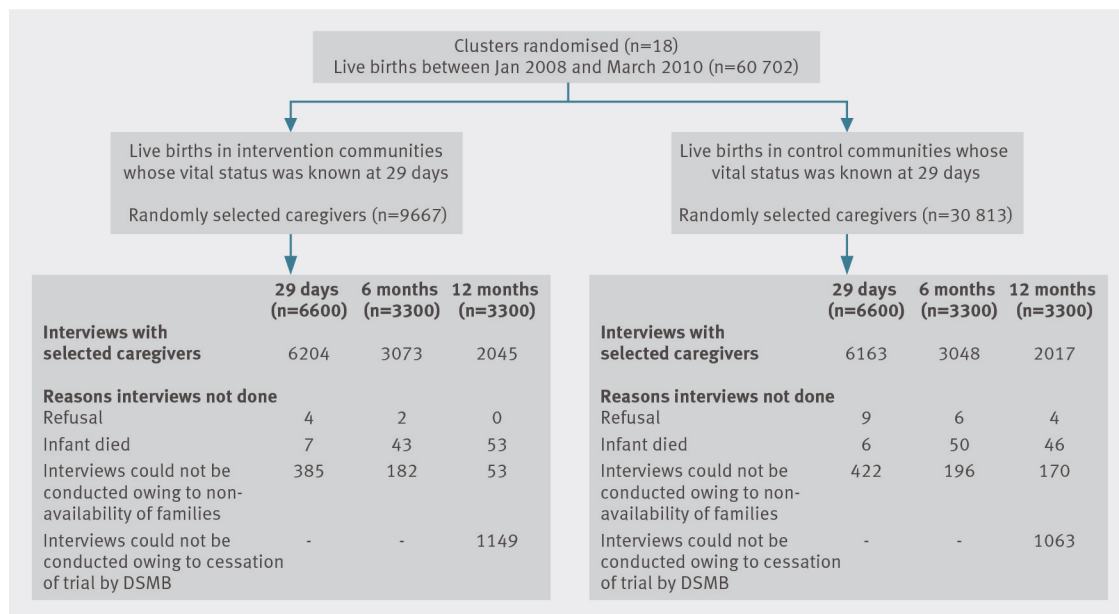 Clusters randomised (n=18)
Live births between Jan 2008 and March 2010 (n=60 702)
Live births in intervention communities
whose vital status was known at 29 days
Randomly selected caregivers (n=9667)
Live births in control communities whose
vital status was known at 29 days
Randomly selected caregivers (n=30 813)
29 days 6 months 12 months
(n=6600) (n=3300) (n=3300)
Interviews with
selected caregivers 6204 3073 2045
Reasons interviews not done
Refusal 4 2 0
Infant died 7 43 53
Interviews could not be 385 182 53
conducted owing to non-
availability of families
Interviews could not be - - 1149
conducted owing to cessation
of trial by DSMB
29 days 6 months 12 months
(n=6600) (n=3300) (n=3300)
Interviews with
selected caregivers 6163 3048 2017
Reasons interviews not done
Refusal 9 6 4
Infant died 6 50 46
Interviews could not be 422 196 170
conducted owing to non-
availability of families
Interviews could not be - - 1063
conducted owing to cessation
of trial by DSMB